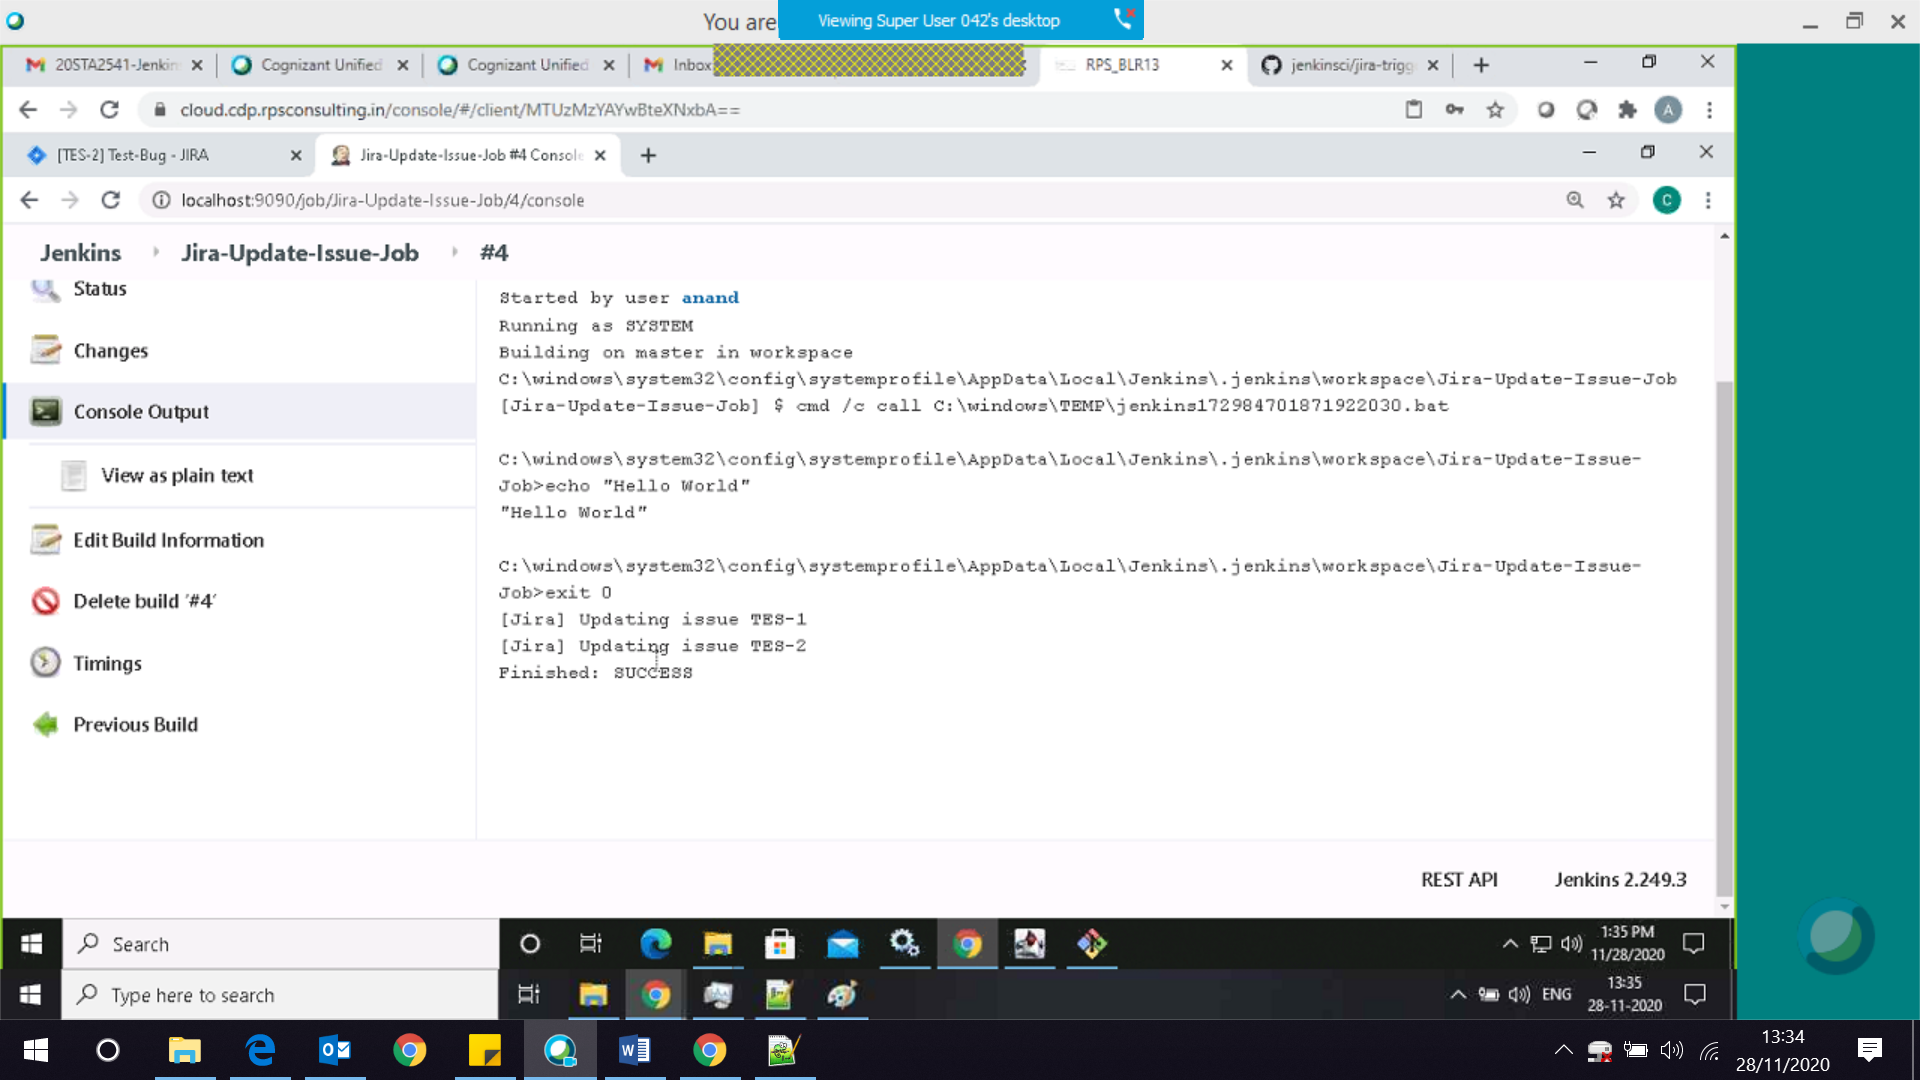 You are
Viewing Super User 042's desktop
20STA2541-Jenkin
Cognizant Unified
Cognizant Unified
Inbox
RPS_BLR13
jenkinsci/jira-trigg
cloud.cdp.rpsconsulting.in/console/#/client/MTUzMzYAYwBteXNxbA==
A
[TES-2] Test-Bug - JIRA
Jira-Update-Issue-Job #4 Console
localhost:9090/job/Jira-Update-Issue-Job/4/console
C
Jenkins
Jira-Update-Issue-Job
#4
Status
Changes
Console Output
View as plain text
Edit Build Information
Delete build '#4'
Timings
Previous Build
Started by user anand
Running as SYSTEM
Building on master in workspace
C:\windows\system32\config\systemprofile\AppData\Local\Jenkins\.jenkins\workspace\Jira-Update-Issue-Job
[Jira-Update-Issue-Job] $ cmd /c call C:\windows\TEMP\jenkins172984701871922030.bat
C:\windows\system32\config\systemprofile\AppData\Local\Jenkins\.jenkins\workspace\Jira-Update-Issue-
Job>echo "Hello World"
"Hello World"
C:\windows\system32\config\systemprofile\AppData\Local\Jenkins\.jenkins\workspace\Jira-Update-Issue-
Job>exit 0
[Jira] Updating issue TES-1
[Jira] Updating issue TES-2
Finished: SUCCESS
REST API
Jenkins 2.249.3
Search
1:35 PM
11/28/2020
Type here to search
ENG
13:35
28-11-2020
13:34
28/11/2020